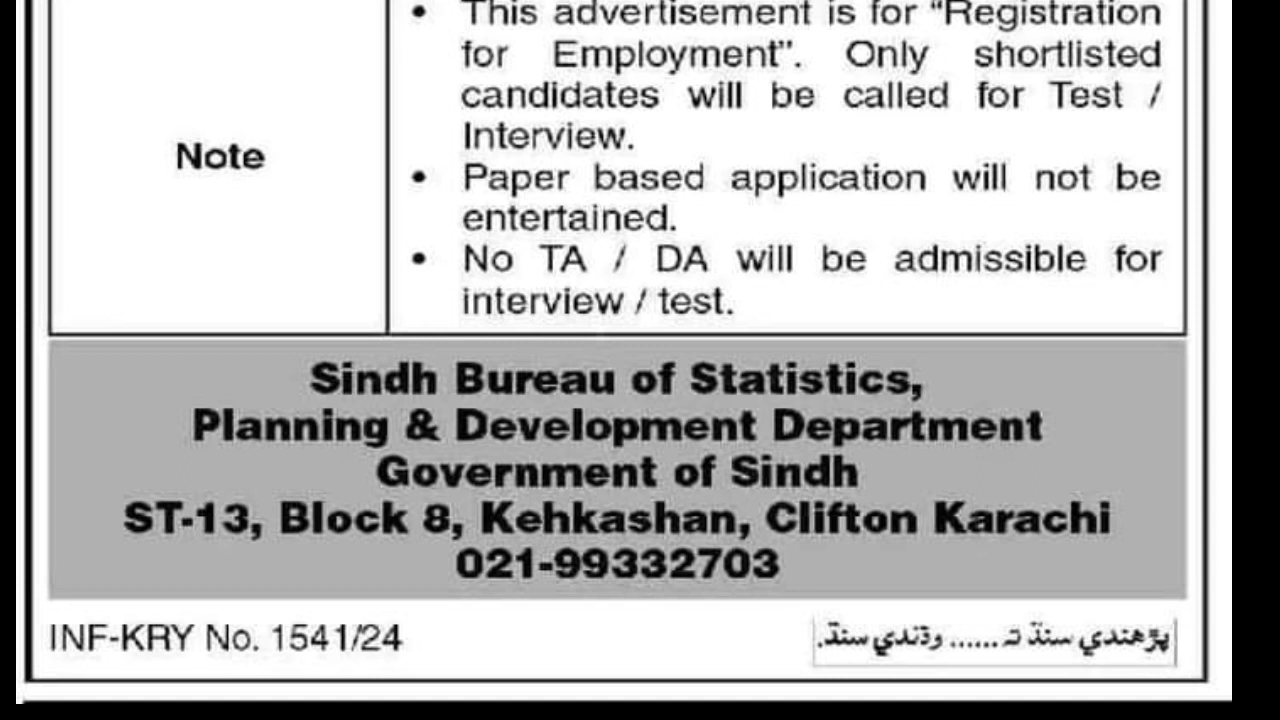 • This advertisement is for “Registration
for Employment”. Only shortlisted
candidates will be called for Test /
Interview.
Note
• Paper based application will not be
entertained.
• No TA / DA will be admissible for
interview / test.
Sindh Bureau of Statistics,
Planning & Development Department
Government of Sindh
ST-13, Block 8, Kehkashan, Clifton Karachi
021-99332703
INF-KRY No. 1541/24
پڙهندي سنڌ تہ ...... وڌندي سنڌ.